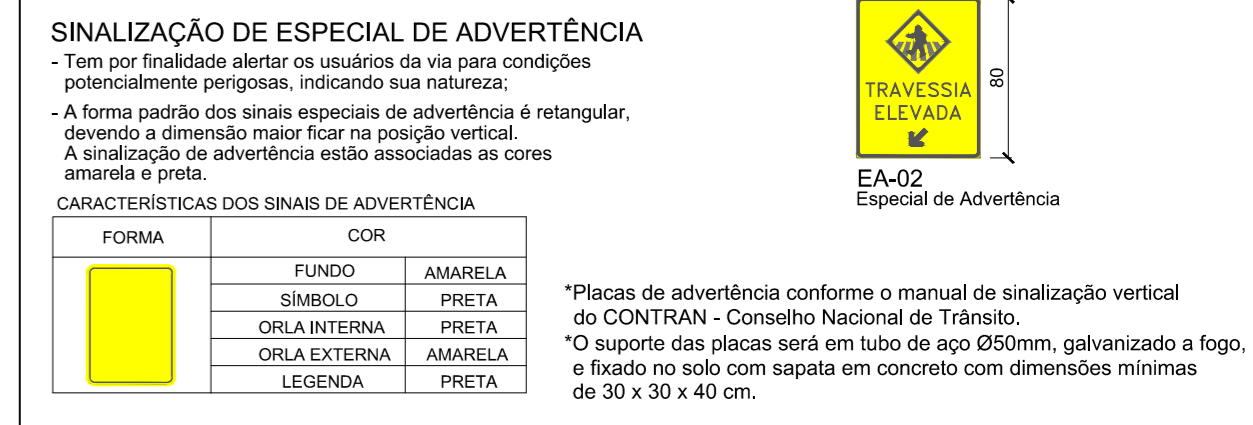 SINALIZAÇÃO DE ESPECIAL DE ADVERTÊNCIA
- Tem por finalidade alertar os usuários da via para condições
potencialmente perigosas, indicando sua natureza;
- A forma padrão dos sinais especiais de advertência é retangular,
devendo a dimensão maior ficar na posição vertical.
A sinalização de advertência estão associadas as cores
amarela e preta.
CARACTERÍSTICAS DOS SINAIS DE ADVERTÊNCIA
FORMA COR
FUNDO AMARELA
SÍMBOLO PRETA
ORLA INTERNA PRETA
ORLA EXTERNA AMARELA
LEGENDA PRETA
TRAVESSIA
ELEVADA
80
EA-02
Especial de Advertência
*Placas de advertência conforme o manual de sinalização vertical
do CONTRAN - Conselho Nacional de Trânsito.
*O suporte das placas será em tubo de aço Ø50mm, galvanizado a fogo,
e fixado no solo com sapata em concreto com dimensões mínimas
de 30 x 30 x 40 cm.